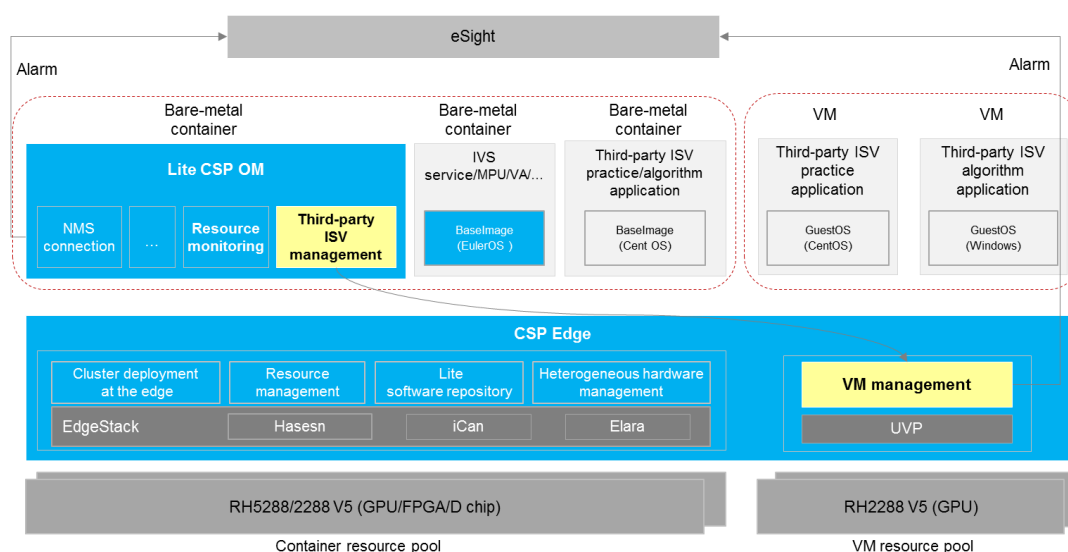 eSight
Alarm
Alarm
Bare-metal
container
Bare-metal
container
Bare-metal
container
VM
VM
Lite CSP OM
NMS
connection
...
Resource
monitoring
Third-party
ISV
management
IVS
service/MPU/VA/...
BaseImage
(EulerOS )
Third-party ISV
practice/algorithm
application
BaseImage
(Cent OS)
Third-party ISV
practice
application
GuestOS
(CentOS)
Third-party ISV
algorithm
application
GuestOS
(Windows)
CSP Edge
Cluster deployment
at the edge
Resource
management
Lite
software repository
Heterogeneous hardware
management
EdgeStack
Hasesn
iCan
Elara
VM management
UVP
RH5288/2288 V5 (GPU/FPGA/D chip)
RH2288 V5 (GPU)
Container resource pool
VM resource pool